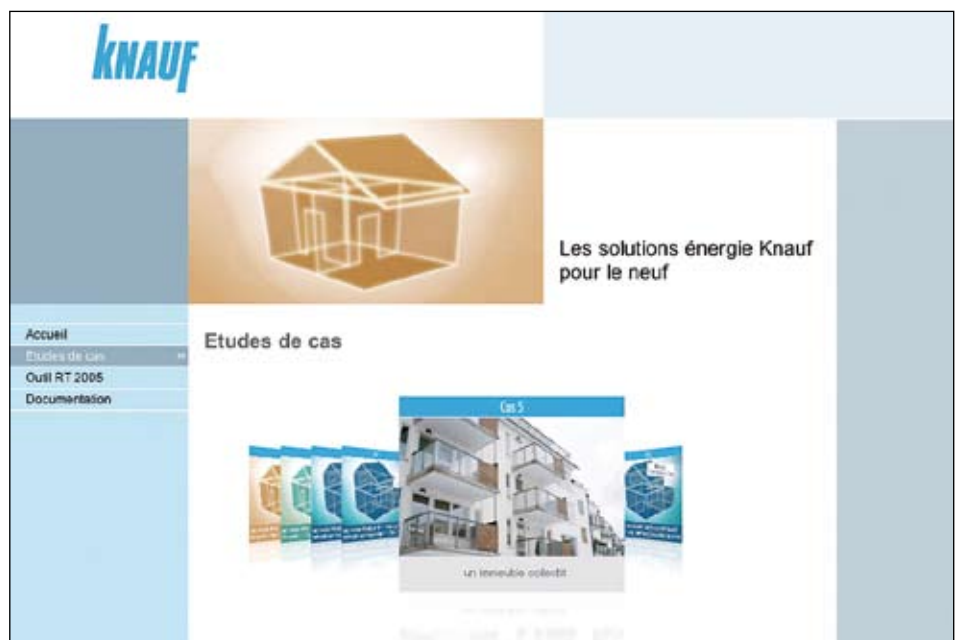 KNAUF
Les solutions énergie Knauf
pour le neuf
Accueil
Etudes de cas
Outil RT 2005
Documentation
Etudes de cas
Cas 5
un immeuble collectif